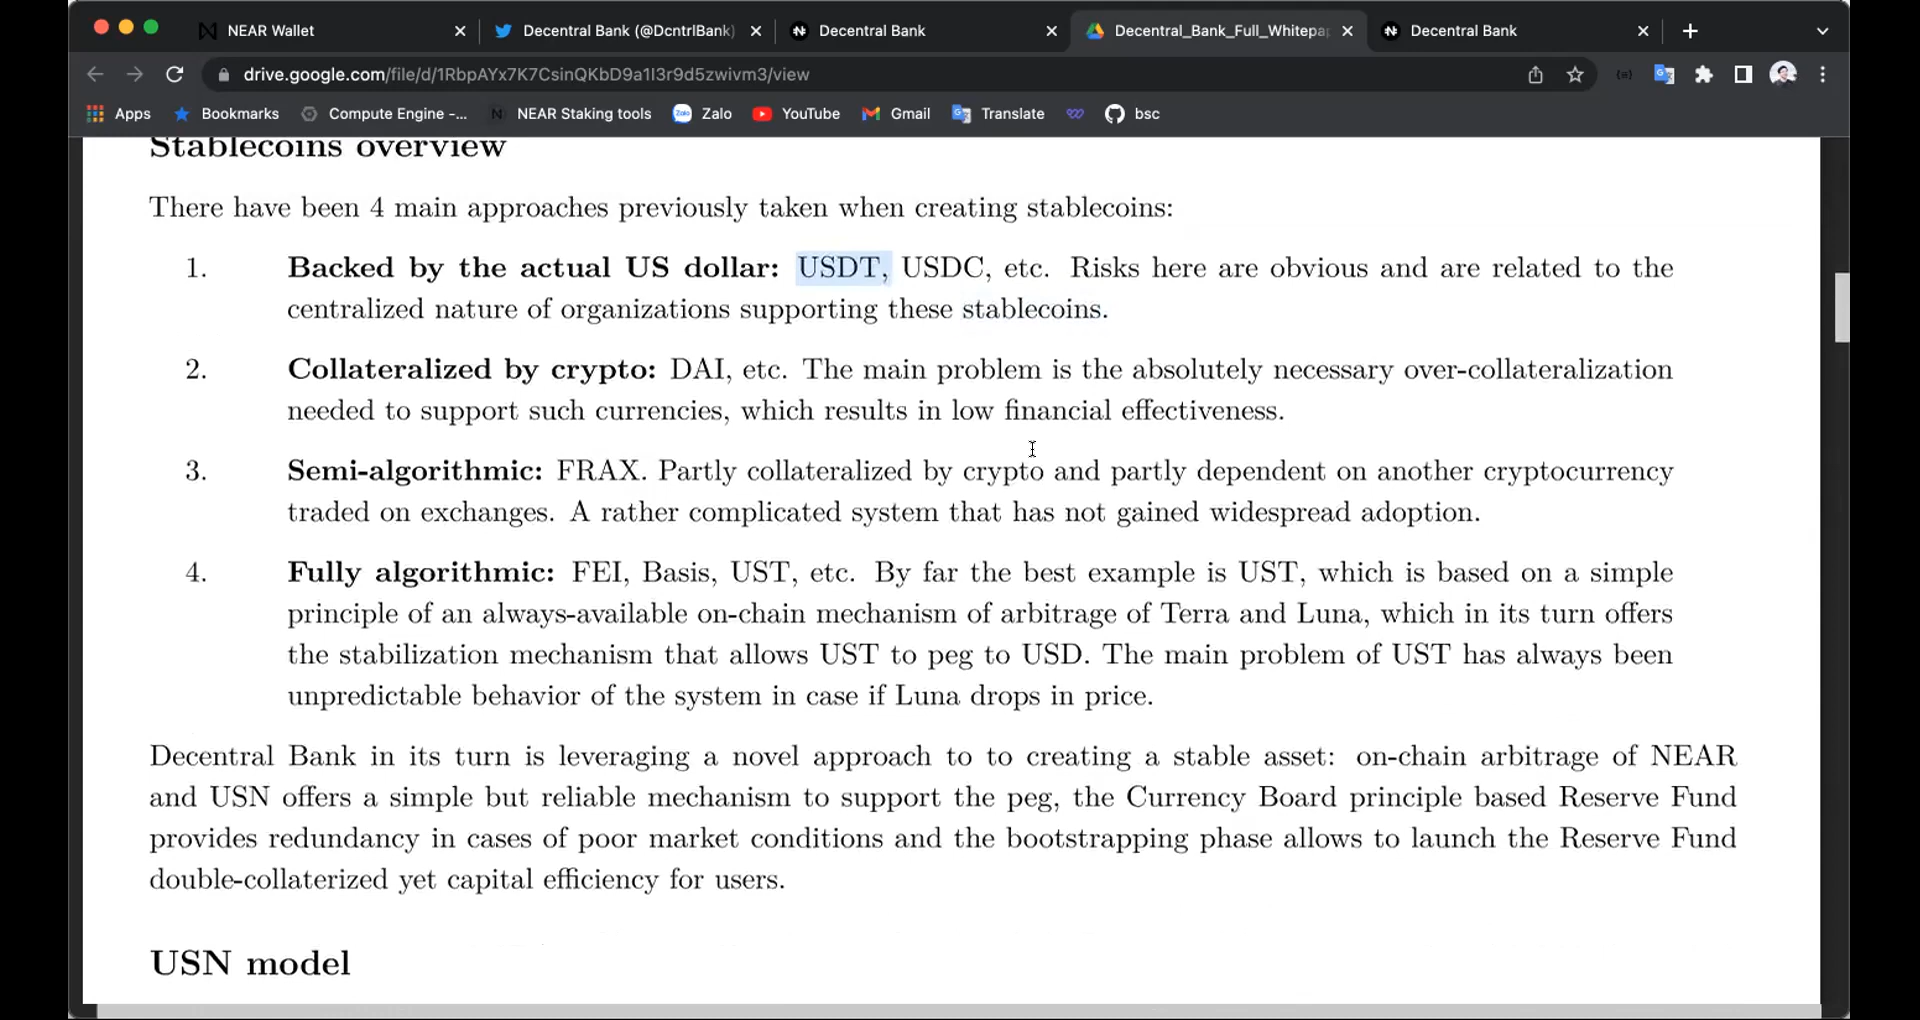 NEAR Wallet
Decentral Bank (@DcntrlBank)
Decentral Bank
Decentral_Bank_Full_Whitepa
Decentral Bank
drive.google.com/file/d/1RbpAYx7K7CsinQKbD9a1I3r9d5zwivm3/view
Apps
Bookmarks
Compute Engine -...
NEAR Staking tools
Zalo
YouTube
Gmail
Translate
bsc
Stablecoins overview
There have been 4 main approaches previously taken when creating stablecoins:
1. Backed by the actual US dollar: USDT, USDC, etc. Risks here are obvious and are related to the
centralized nature of organizations supporting these stablecoins.
2. Collateralized by crypto: DAI, etc. The main problem is the absolutely necessary over-collateralization
needed to support such currencies, which results in low financial effectiveness.
3. Semi-algorithmic: FRAX. Partly collateralized by crypto and partly dependent on another cryptocurrency
traded on exchanges. A rather complicated system that has not gained widespread adoption.
4. Fully algorithmic: FEI, Basis, UST, etc. By far the best example is UST, which is based on a simple
principle of an always-available on-chain mechanism of arbitrage of Terra and Luna, which in its turn offers
the stabilization mechanism that allows UST to peg to USD. The main problem of UST has always been
unpredictable behavior of the system in case if Luna drops in price.
Decentral Bank in its turn is leveraging a novel approach to to creating a stable asset: on-chain arbitrage of NEAR
and USN offers a simple but reliable mechanism to support the peg, the Currency Board principle based Reserve Fund
provides redundancy in cases of poor market conditions and the bootstrapping phase allows to launch the Reserve Fund
double-collaterized yet capital efficiency for users.
USN model